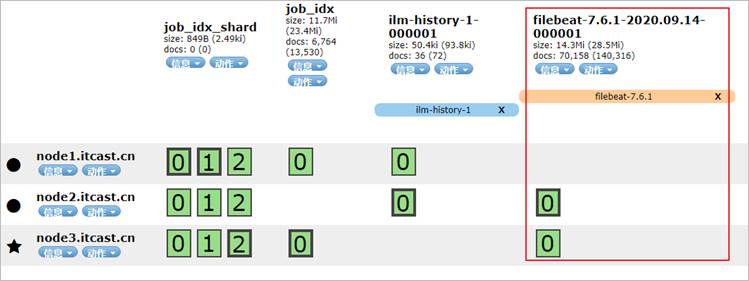 job_idx_shard
size: 849B (2.49ki)
docs: 0 (0)
信息 动作
job_idx
size: 11.7Mi
(23.4Mi)
docs: 6,764
(13,530)
信息
动作
ilm-history-1-
000001
size: 50.4ki (93.8ki)
docs: 36 (72)
信息 动作
filebeat-7.6.1-2020.09.14-
000001
size: 14.3Mi (28.5Mi)
docs: 70,158 (140,316)
信息 动作
ilm-history-1 X
filebeat-7.6.1 X
node1.itcast.cn
信息 动作
0 1 2 0 0
node2.itcast.cn
信息 动作
0 1 2 0 0
node3.itcast.cn
信息 动作
0 1 2 0 0